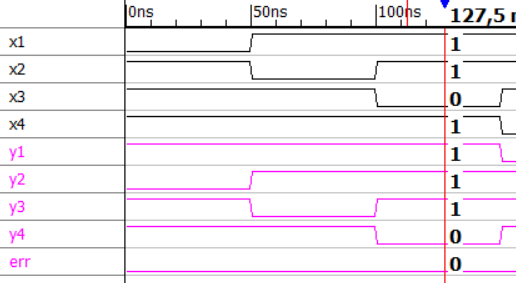 0ns 50ns 100ns 127,5 n
x1 1
x2 1
x3 0
x4 1
y1 1
y2 1
y3 1
y4 0
err 0